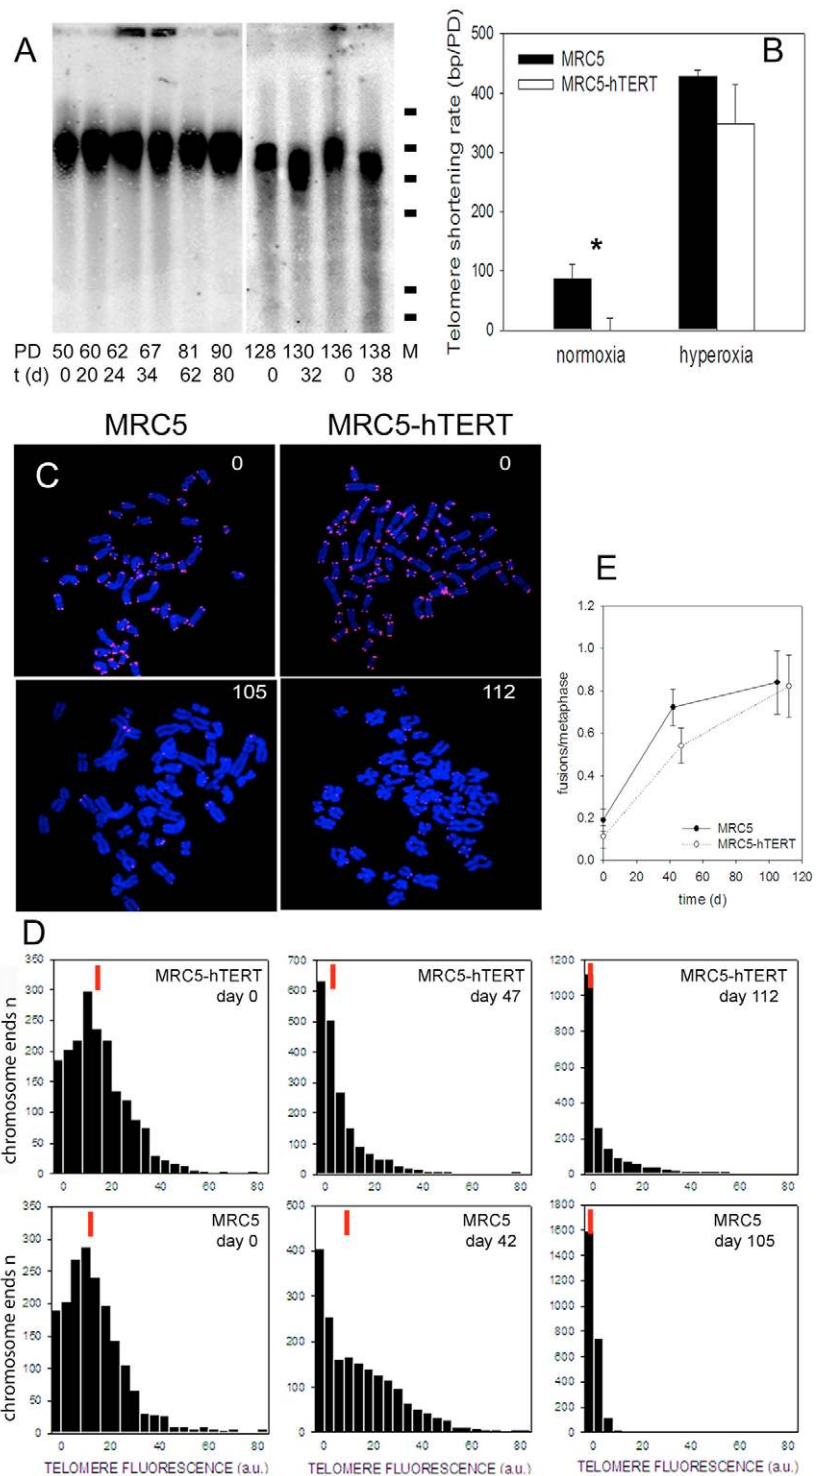 A
PD 50 60 62 67 81 90 128 130 136 138 M
t (d) 0 20 24 34 62 80 0 32 0 38
B
Telomere shortening rate (bp/PD)
500
400
300
200
100
0
MRC5
MRC5-hTERT
*
normoxia hyperoxia
MRC5 MRC5-hTERT
C
0
0
105
112
E
fusions/metaphase
1.2
1.0
0.8
0.6
0.4
0.2
0.0
MRC5
MRC5-hTERT
0 20 40 60 80 100 120
time (d)
D
chromosome ends n
350
300
250
200
150
100
50
0
MRC5-hTERT
day 0
0 20 40 60 80
700
600
500
400
300
200
100
0
MRC5-hTERT
day 47
0 20 40 60 80
1200
1000
800
600
400
200
0
MRC5-hTERT
day 112
0 20 40 60 80
chromosome ends n
350
300
250
200
150
100
50
0
MRC5
day 0
0 20 40 60 80
TELOMERE FLUORESCENCE (a.u.)
500
400
300
200
100
0
MRC5
day 42
0 20 40 60 80
TELOMERE FLUORESCENCE (a.u.)
1800
1600
1400
1200
1000
800
600
400
200
0
MRC5
day 105
0 20 40 60 80
TELOMERE FLUORESCENCE (a.u.)